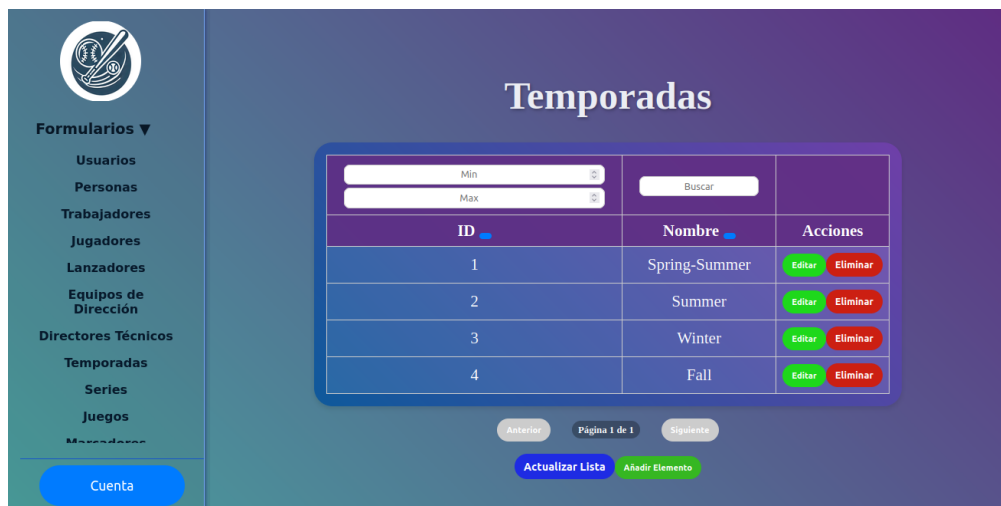 Temporadas
Formularios ▼
Usuarios
Personas
Trabajadores
Jugadores
Lanzadores
Equipos de
Dirección
Directores Técnicos
Temporadas
Series
Juegos
Marcadores
Cuenta
Min
Max
Buscar
ID Nombre Acciones
1 Spring-Summer Editar Eliminar
2 Summer Editar Eliminar
3 Winter Editar Eliminar
4 Fall Editar Eliminar
Anterior Página 1 de 1 Siguiente
Actualizar Lista Añadir Elemento